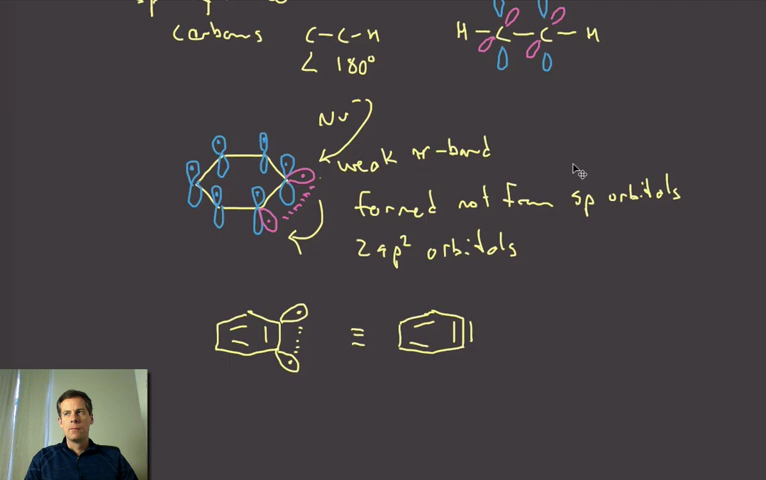 carbons C-C-H H-C-C-H
∠ 180°
Nu⁻
weak π-bond
formed not from sp orbitals
2 sp² orbitals
≡